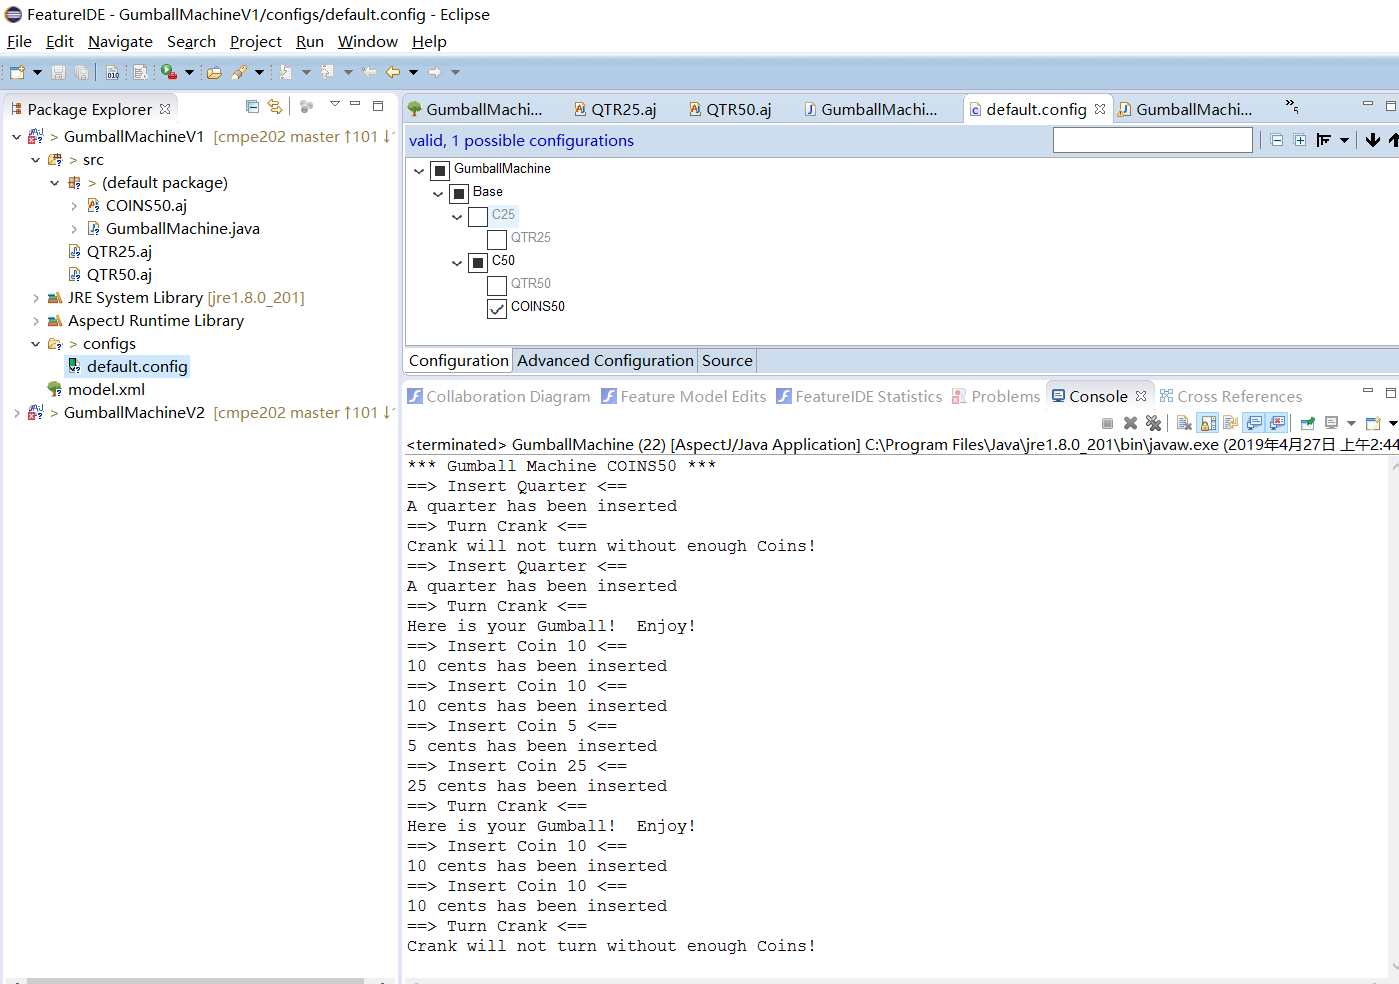 FeatureIDE - GumballMachineV1/configs/default.config - Eclipse
File Edit Navigate Search Project Run Window Help
Package Explorer
GumballMachineV1 [cmpe202 master ↑101 ↓
> src
> (default package)
COINS50.aj
GumballMachine.java
QTR25.aj
QTR50.aj
JRE System Library [jre1.8.0_201]
AspectJ Runtime Library
> configs
default.config
model.xml
> GumballMachineV2 [cmpe202 master ↑101 ↓
GumballMachi... QTR25.aj QTR50.aj GumballMachi... default.config GumballMachi... »5
valid, 1 possible configurations
GumballMachine
Base
C25
QTR25
C50
QTR50
COINS50
Configuration Advanced Configuration Source
Collaboration Diagram Feature Model Edits FeatureIDE Statistics Problems Console Cross References
<terminated> GumballMachine (22) [AspectJ/Java Application] C:\Program Files\Java\jre1.8.0_201\bin\javaw.exe (2019年4月27日 上午2:44
*** Gumball Machine COINS50 ***
==> Insert Quarter <==
A quarter has been inserted
==> Turn Crank <==
Crank will not turn without enough Coins!
==> Insert Quarter <==
A quarter has been inserted
==> Turn Crank <==
Here is your Gumball!  Enjoy!
==> Insert Coin 10 <==
10 cents has been inserted
==> Insert Coin 10 <==
10 cents has been inserted
==> Insert Coin 5 <==
5 cents has been inserted
==> Insert Coin 25 <==
25 cents has been inserted
==> Turn Crank <==
Here is your Gumball!  Enjoy!
==> Insert Coin 10 <==
10 cents has been inserted
==> Insert Coin 10 <==
10 cents has been inserted
==> Turn Crank <==
Crank will not turn without enough Coins!